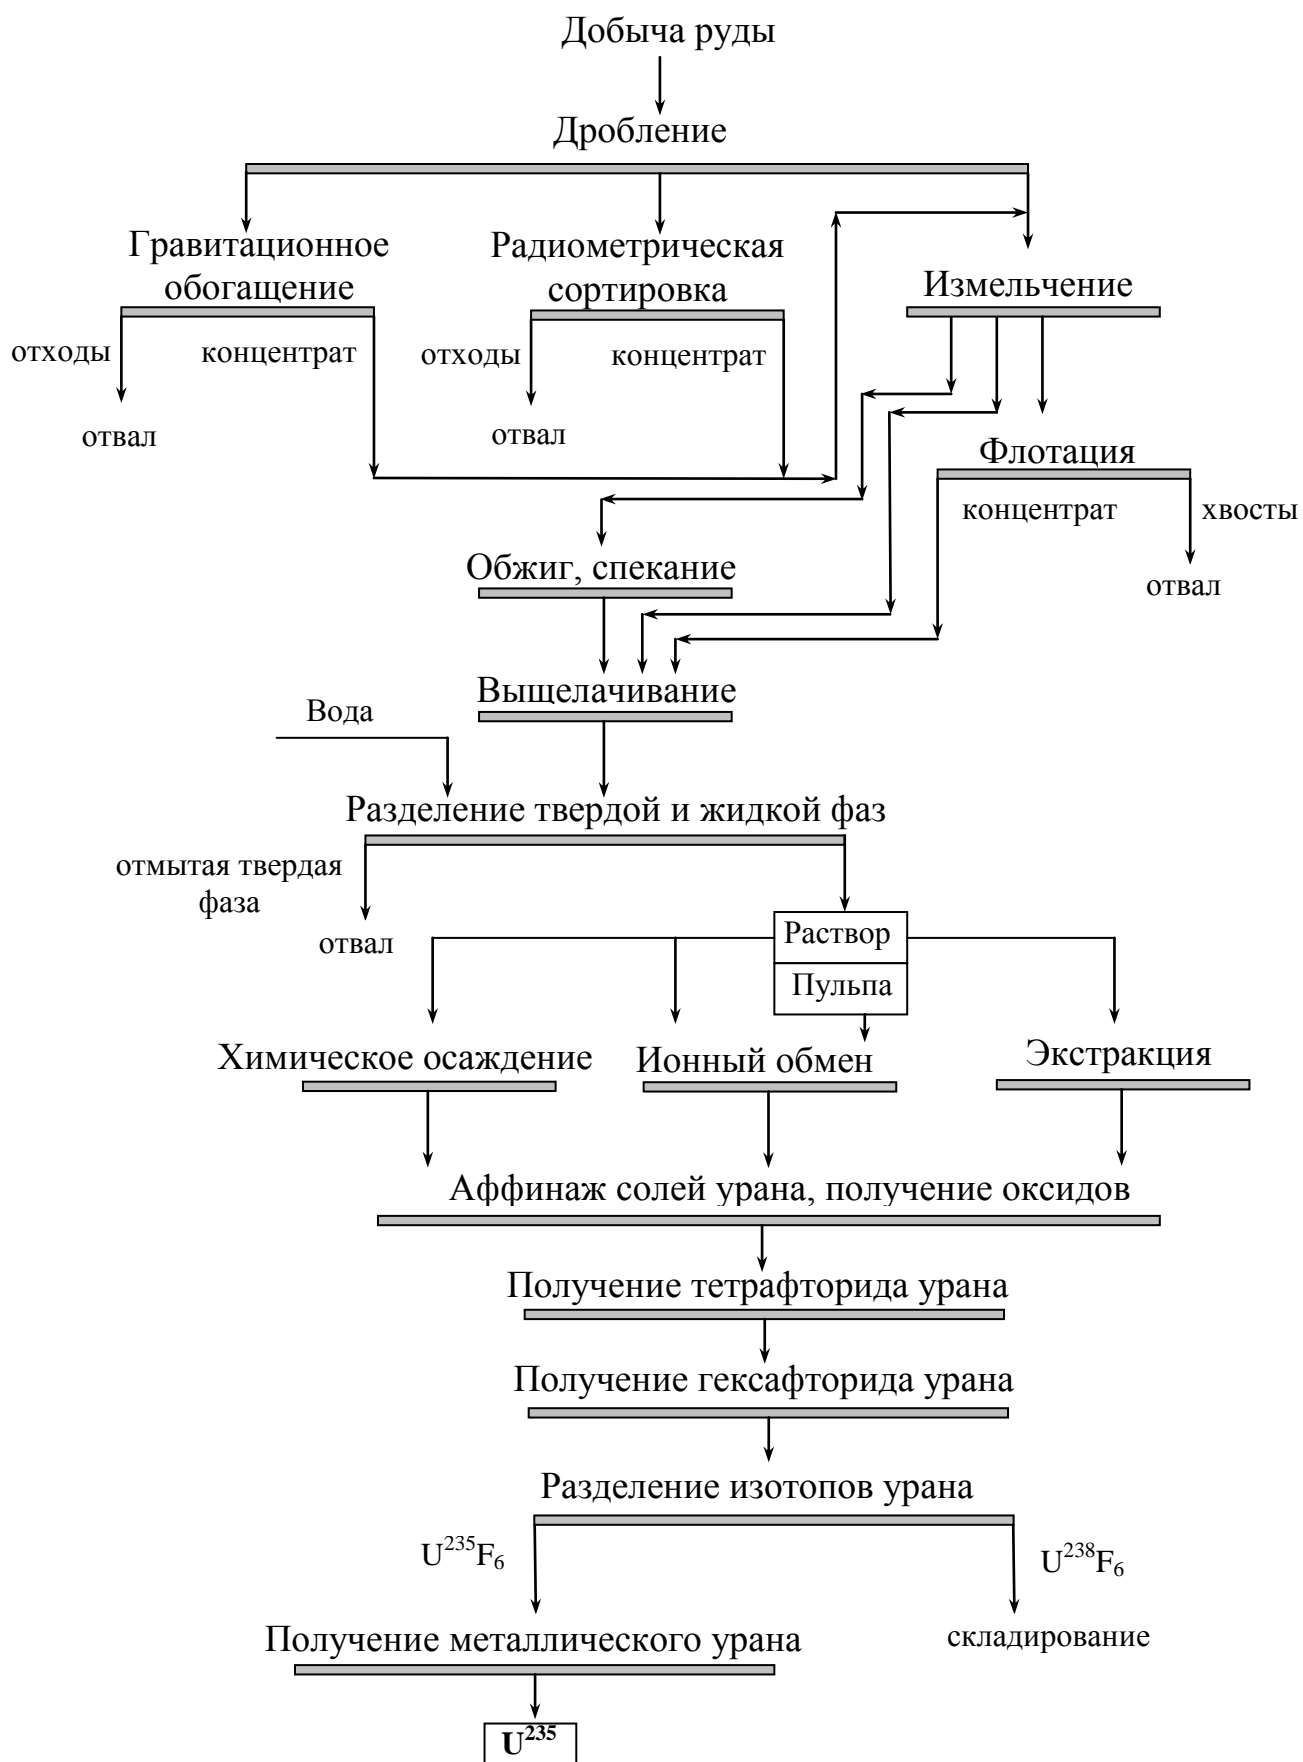 Добыча руды
Дробление
Гравитационное
обогащение
Радиометрическая
сортировка
Измельчение
отходы
концентрат
отвал
отходы
концентрат
отвал
Флотация
концентрат
хвосты
отвал
Обжиг, спекание
Выщелачивание
Вода
Разделение твердой и жидкой фаз
отмытая твердая
фаза
отвал
Раствор
Пульпа
Химическое осаждение
Ионный обмен
Экстракция
Аффинаж солей урана, получение оксидов
Получение тетрафторида урана
Получение гексафторида урана
Разделение изотопов урана
U²³⁵F₆
U²³⁸F₆
Получение металлического урана
складирование
U²³⁵